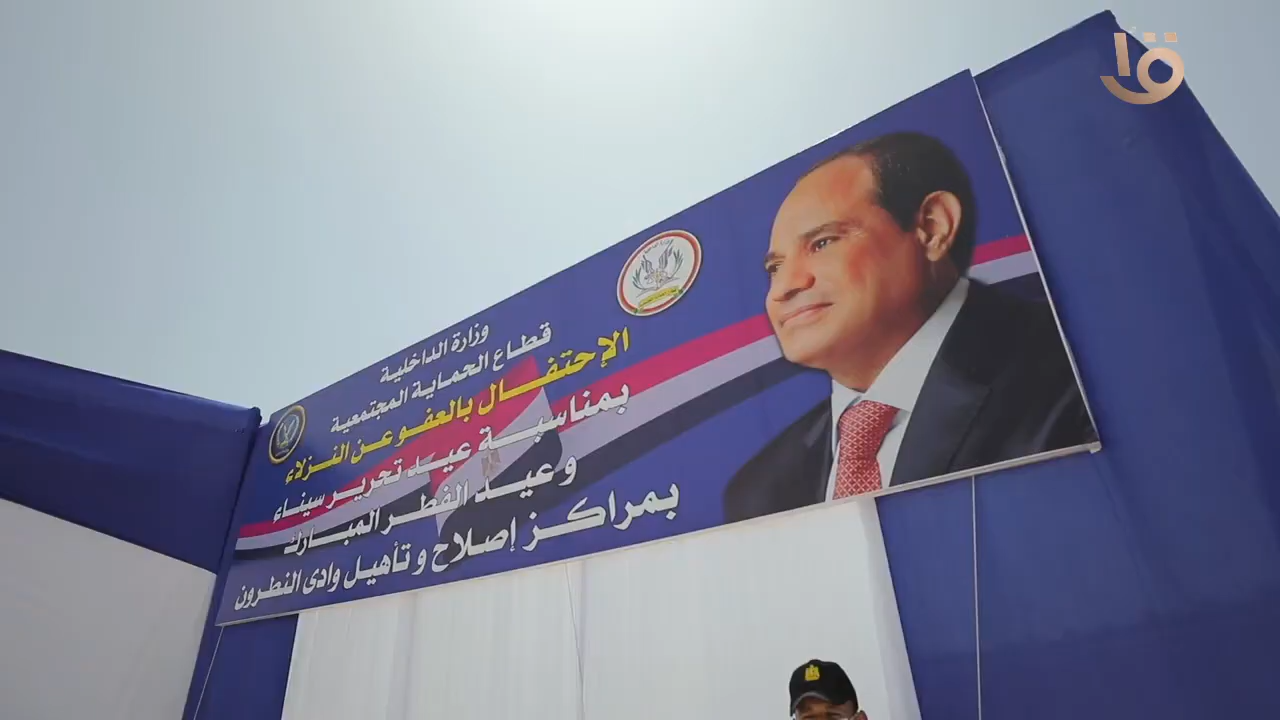 وزارة الداخلية
قطاع الحماية المجتمعية
الإحتفال بالعفو عن النزلاء
بمناسبة عيد تحرير سيناء
وعيد الفطر المبارك
بمراكز إصلاح وتأهيل وادى النطرون